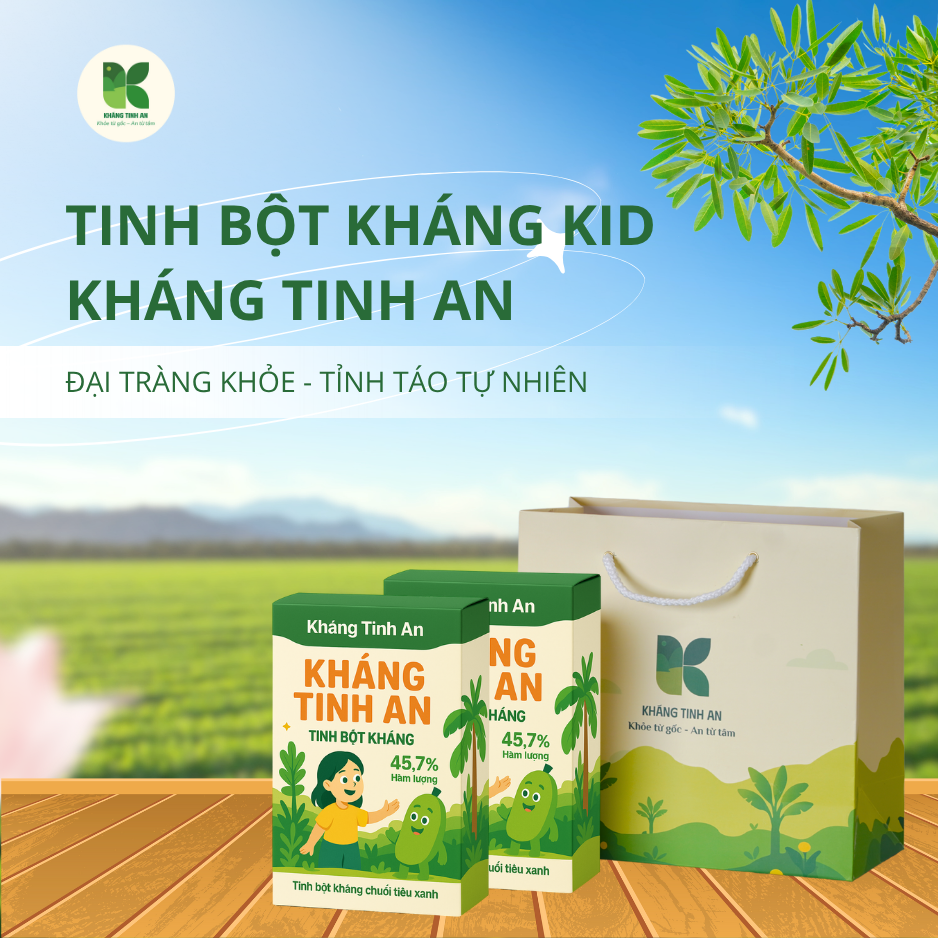 KHÁNG TINH AN
Khỏe từ gốc - An từ tâm
TINH BỘT KHÁNG KID
KHÁNG TINH AN
ĐẠI TRÀNG KHỎE - TỈNH TÁO TỰ NHIÊN
Kháng Tinh An
KHÁNG
TINH AN
TINH BỘT KHÁNG
45,7%
Hàm lượng
Tinh bột kháng chuối tiêu xanh
nh An
NG
AN
HÁNG
45,7%
Hàm lượng
uối tiêu xanh
KHÁNG TINH AN
Khỏe từ gốc - An từ tâm